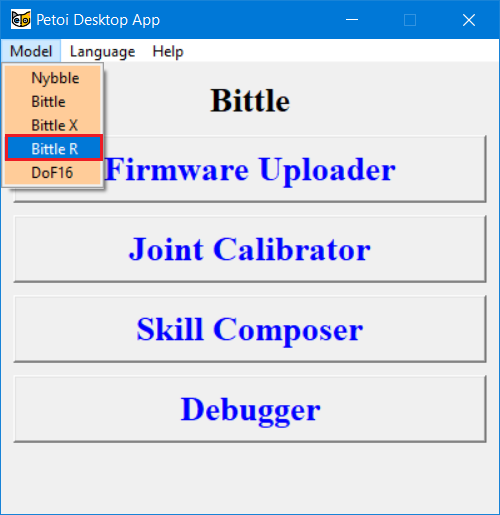 Petoi Desktop App
Model Language Help
Nybble
Bittle
Bittle X
Bittle R
DoF16
Bittle
Firmware Uploader
Joint Calibrator
Skill Composer
Debugger